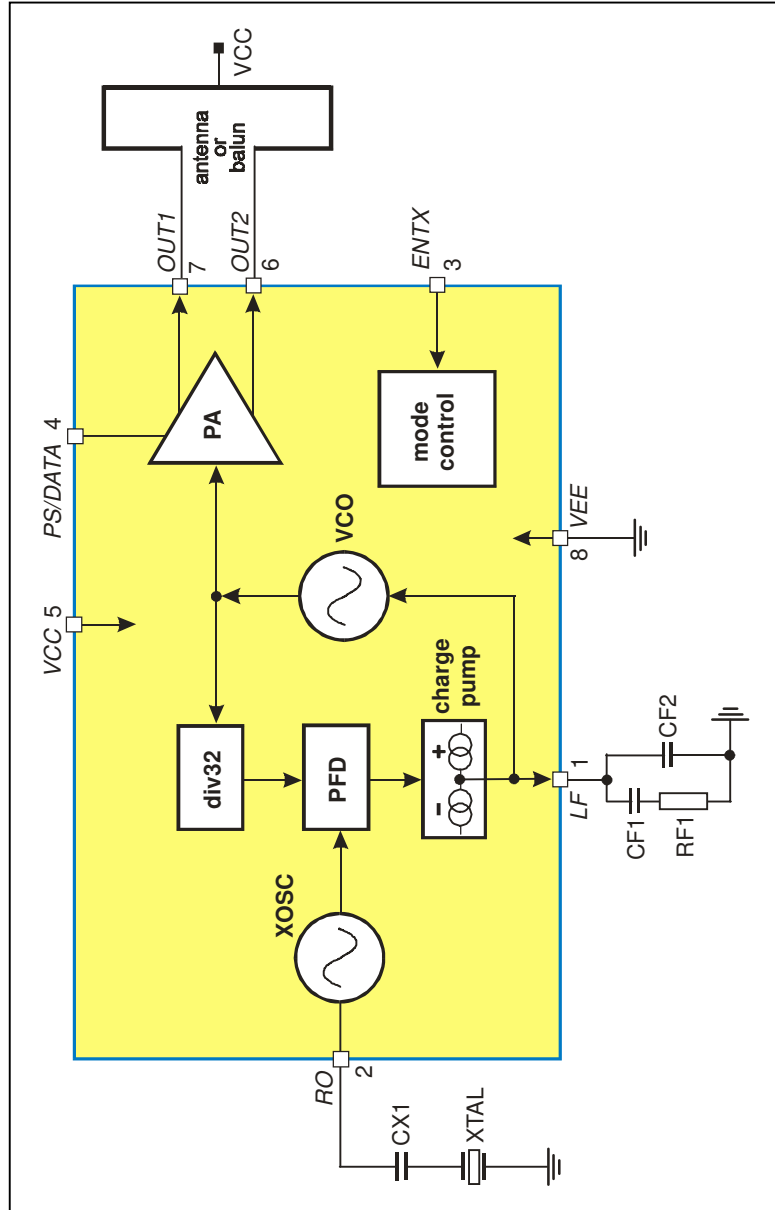 VCC 5
PS/DATA 4
antenna
or
balun
VCC
OUT1
7
OUT2
6
PA
div32
VCO
XOSC
PFD
charge
pump
- +
mode
control
ENTX
3
RO
2
CX1
XTAL
LF 1
CF1
RF1
CF2
8 VEE